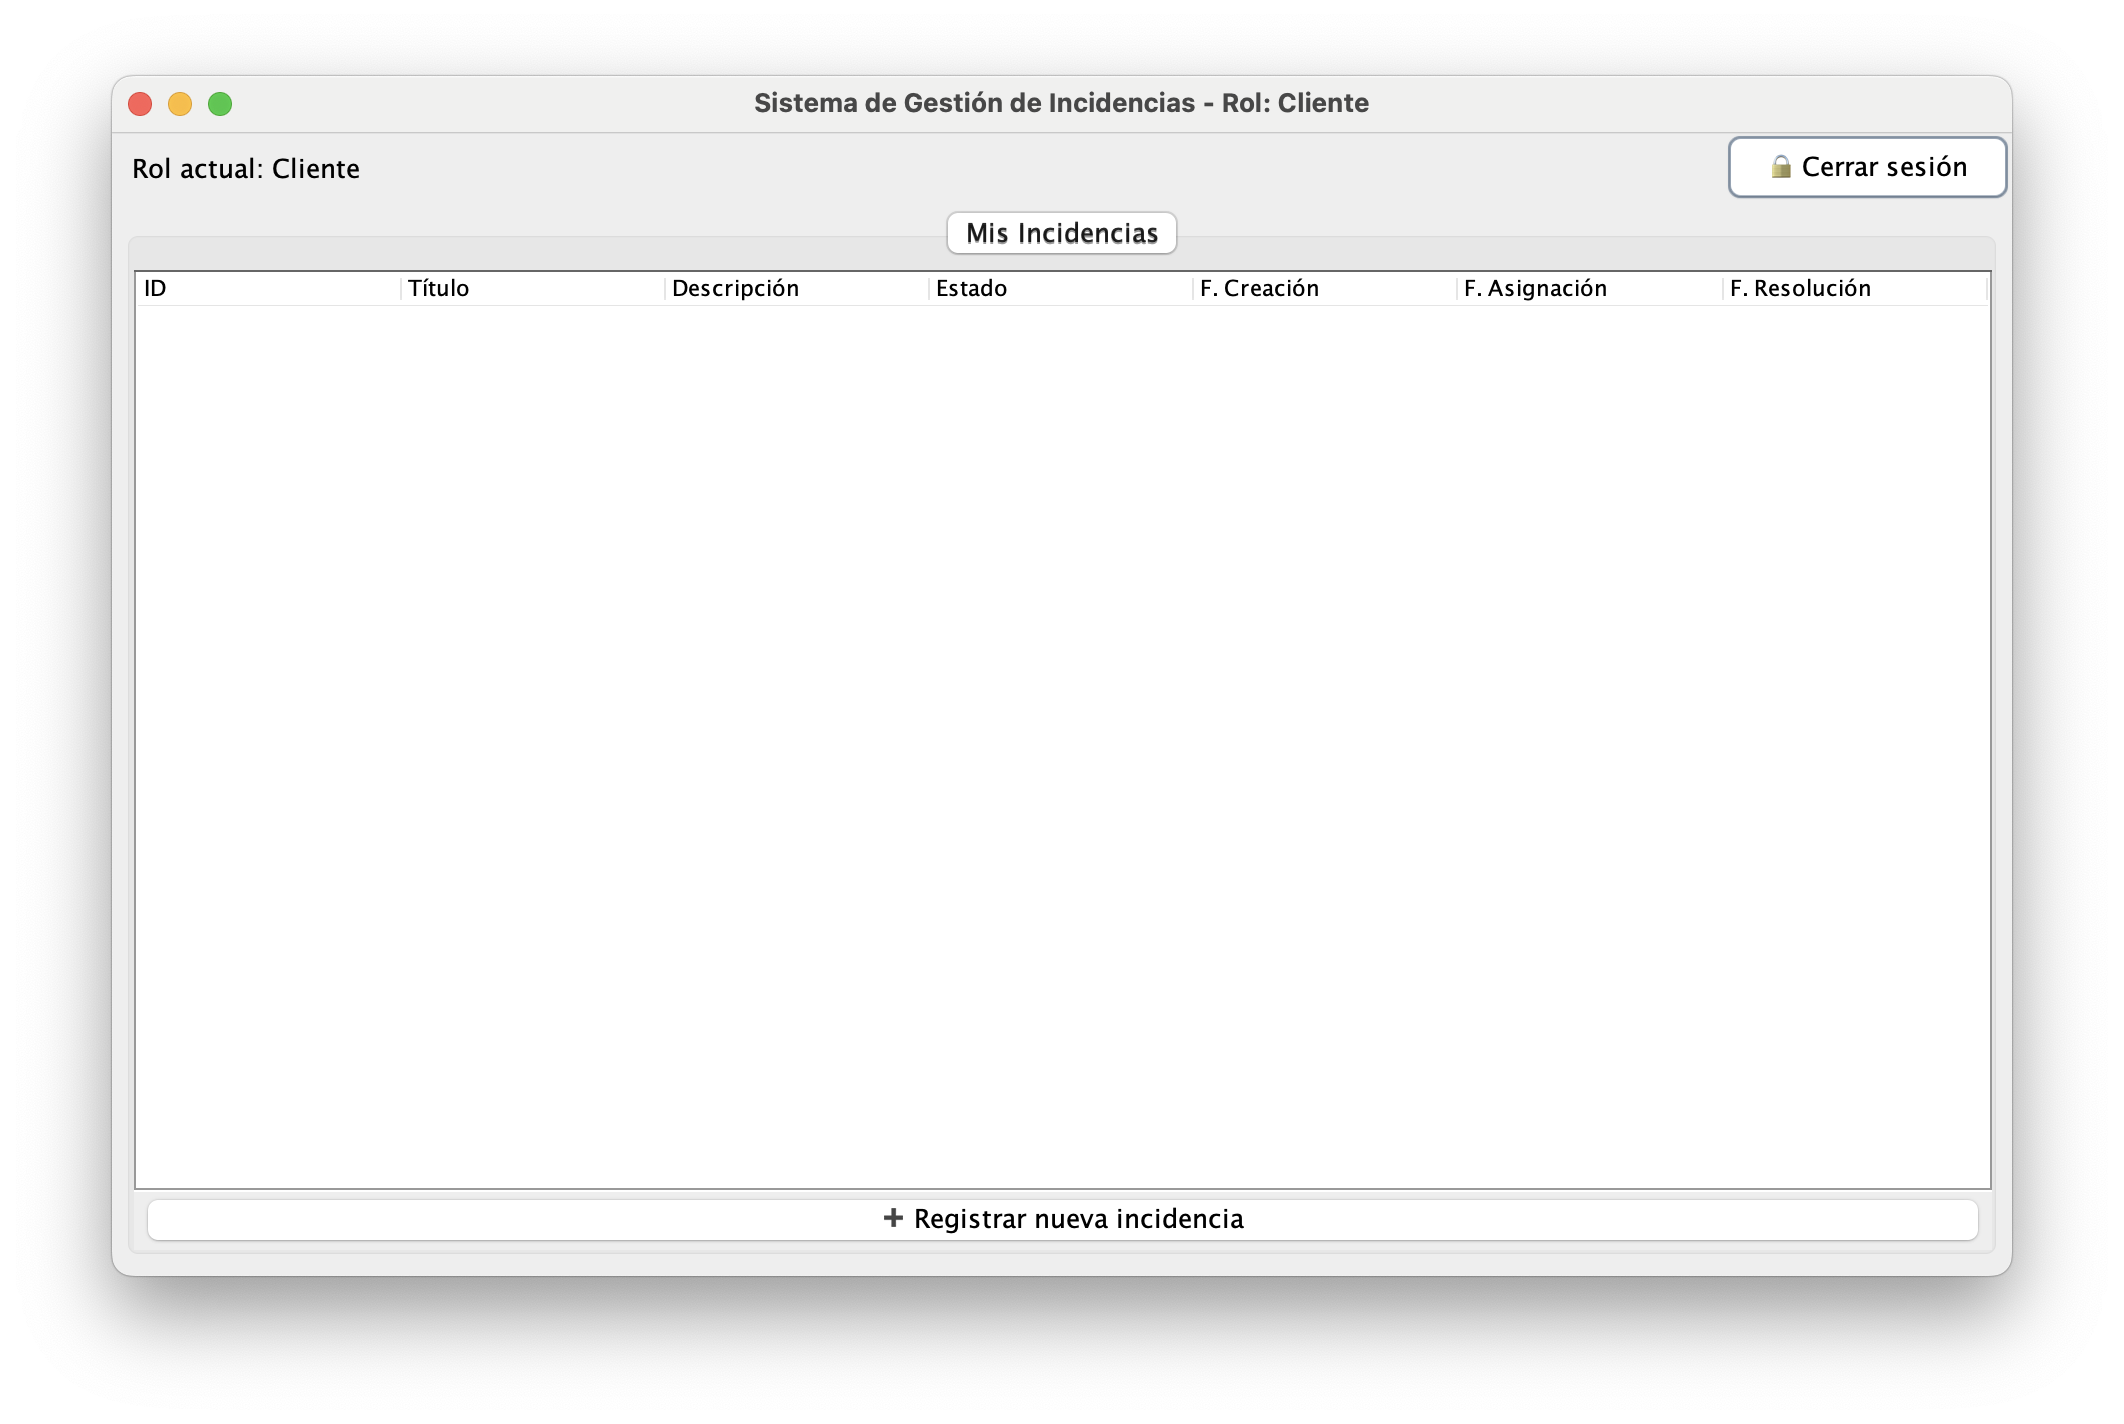 Sistema de Gestión de Incidencias - Rol: Cliente
Rol actual: Cliente
🔒 Cerrar sesión
Mis Incidencias
ID Título Descripción Estado F. Creación F. Asignación F. Resolución
+ Registrar nueva incidencia